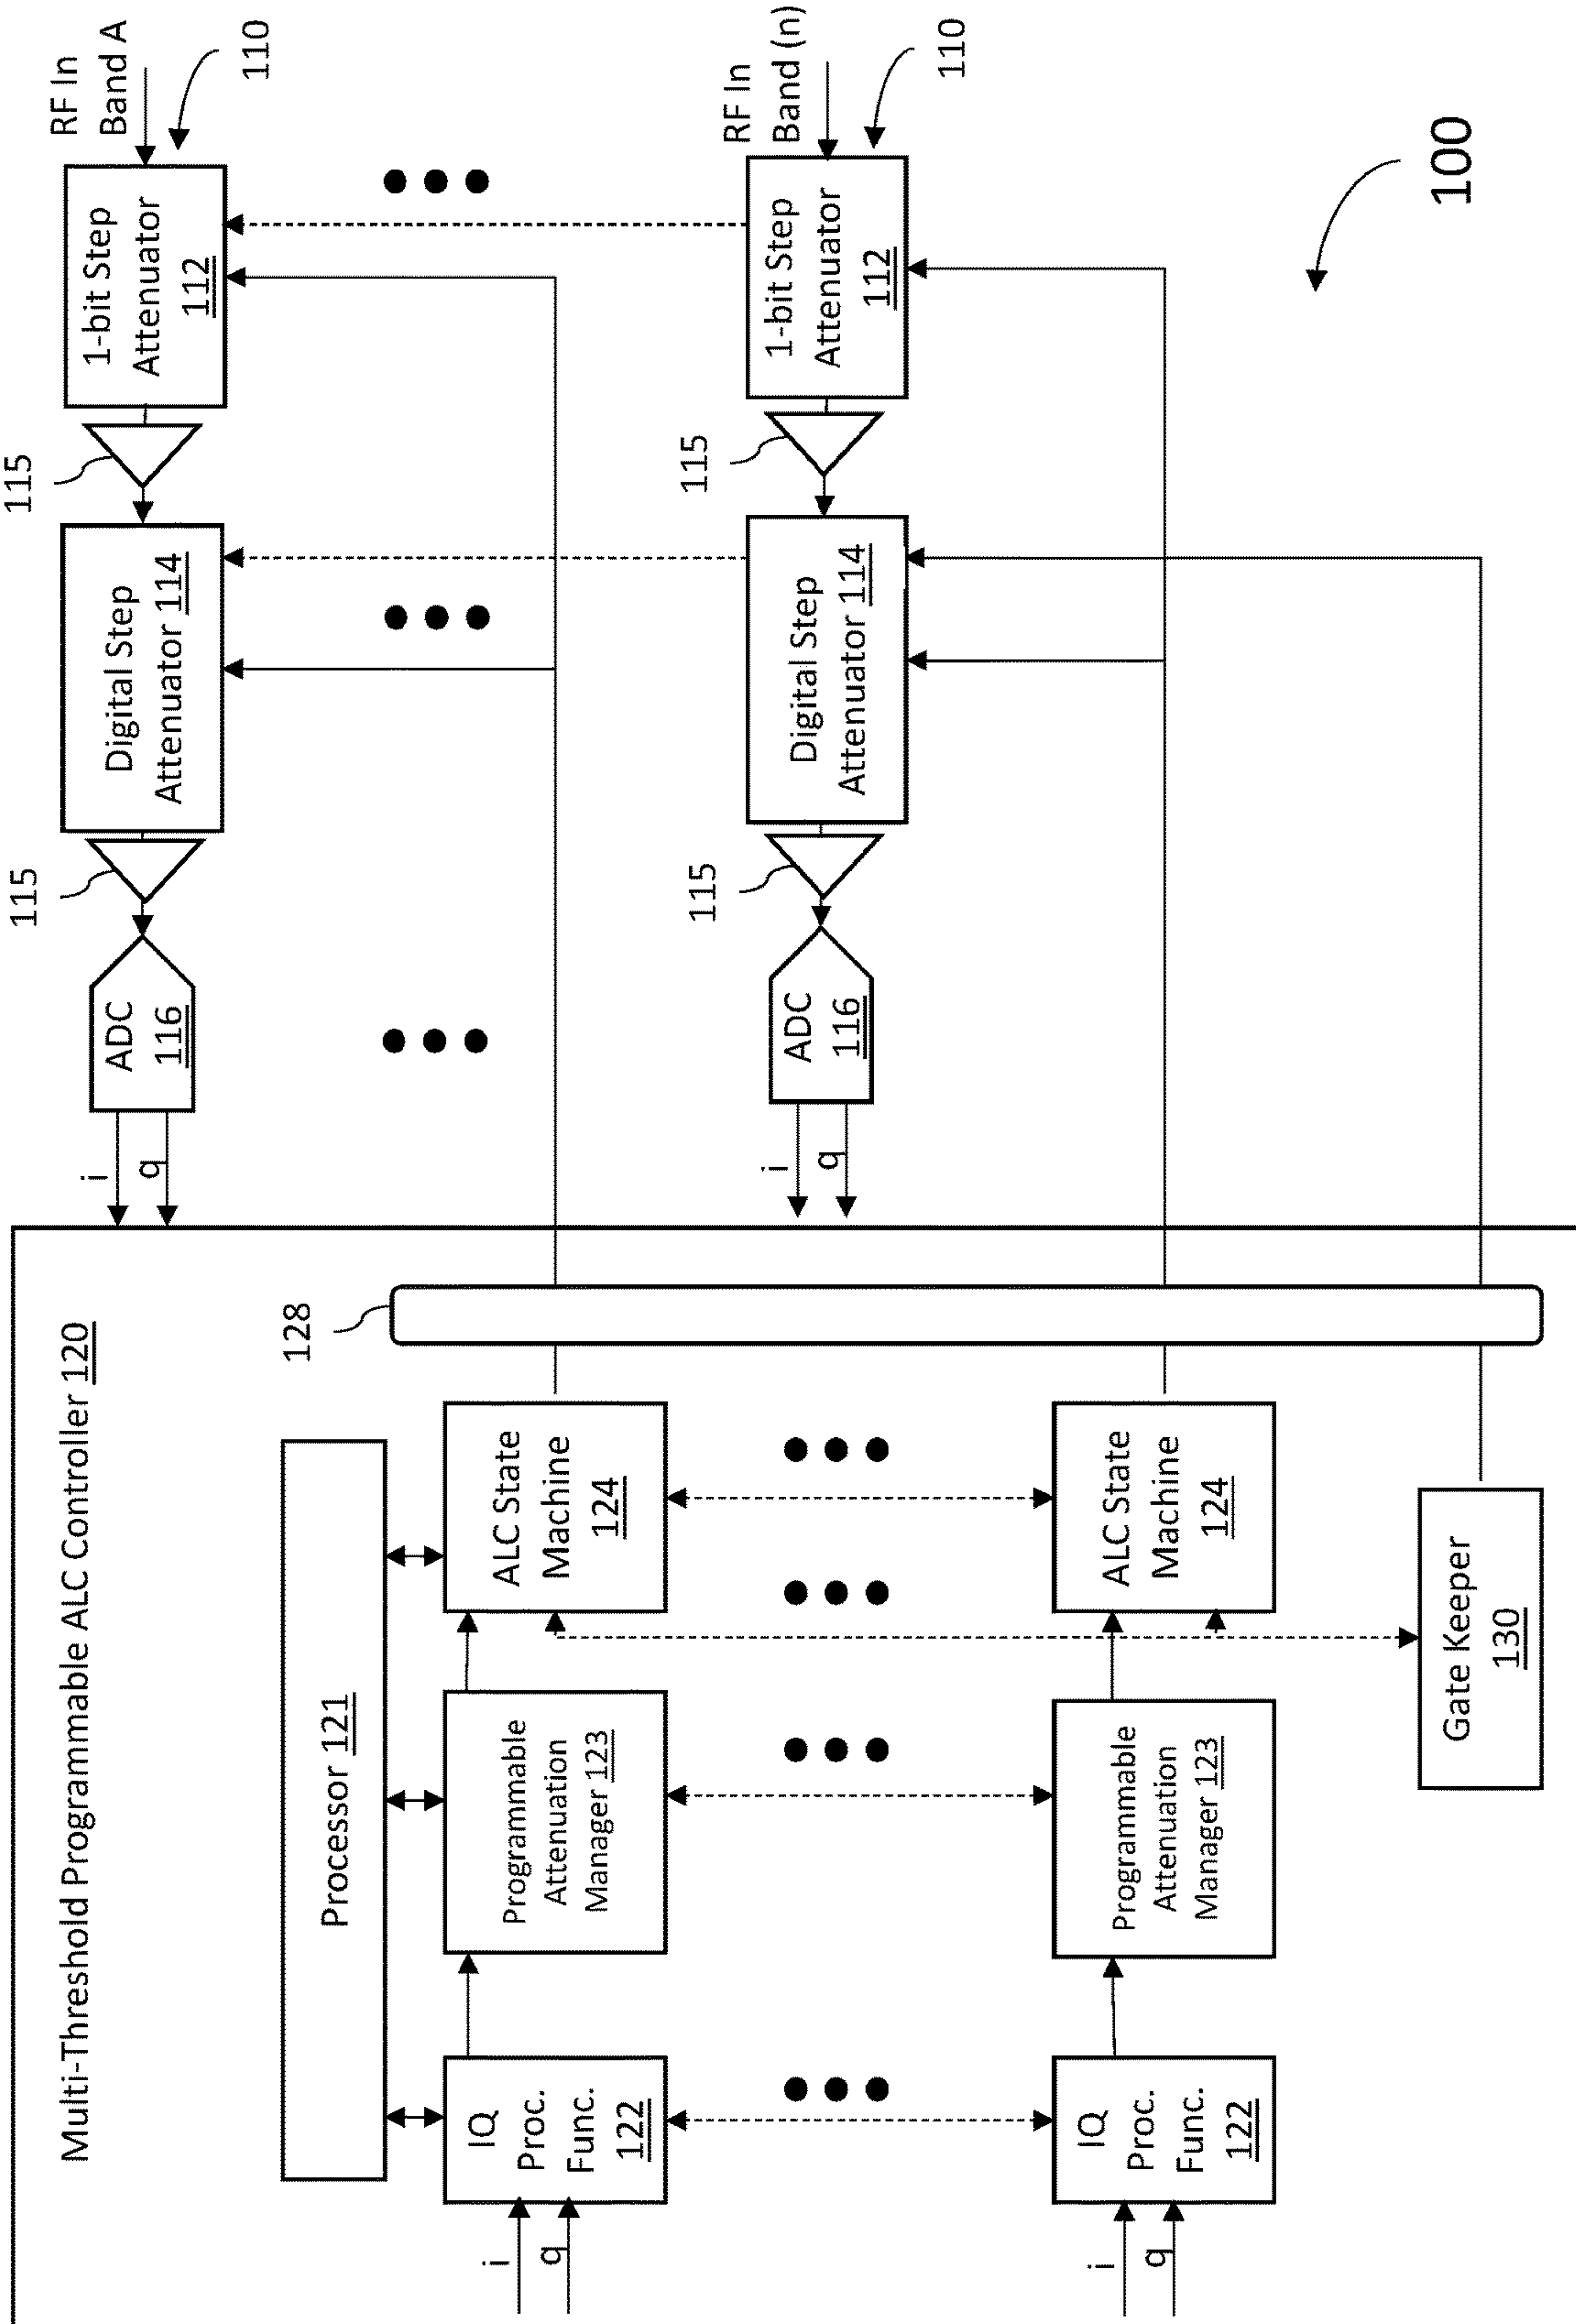 Multi-Threshold Programmable ALC Controller 120
Processor 121
128
i
q
IQ
Proc.
Func.
122
Programmable
Attenuation
Manager 123
ALC State
Machine
124
i
q
IQ
Proc.
Func.
122
Programmable
Attenuation
Manager 123
ALC State
Machine
124
Gate Keeper
130
i
q
ADC
116
115
Digital Step
Attenuator 114
115
1-bit Step
Attenuator
112
RF In
Band A
110
i
q
ADC
116
115
Digital Step
Attenuator 114
115
1-bit Step
Attenuator
112
RF In
Band (n)
110
100